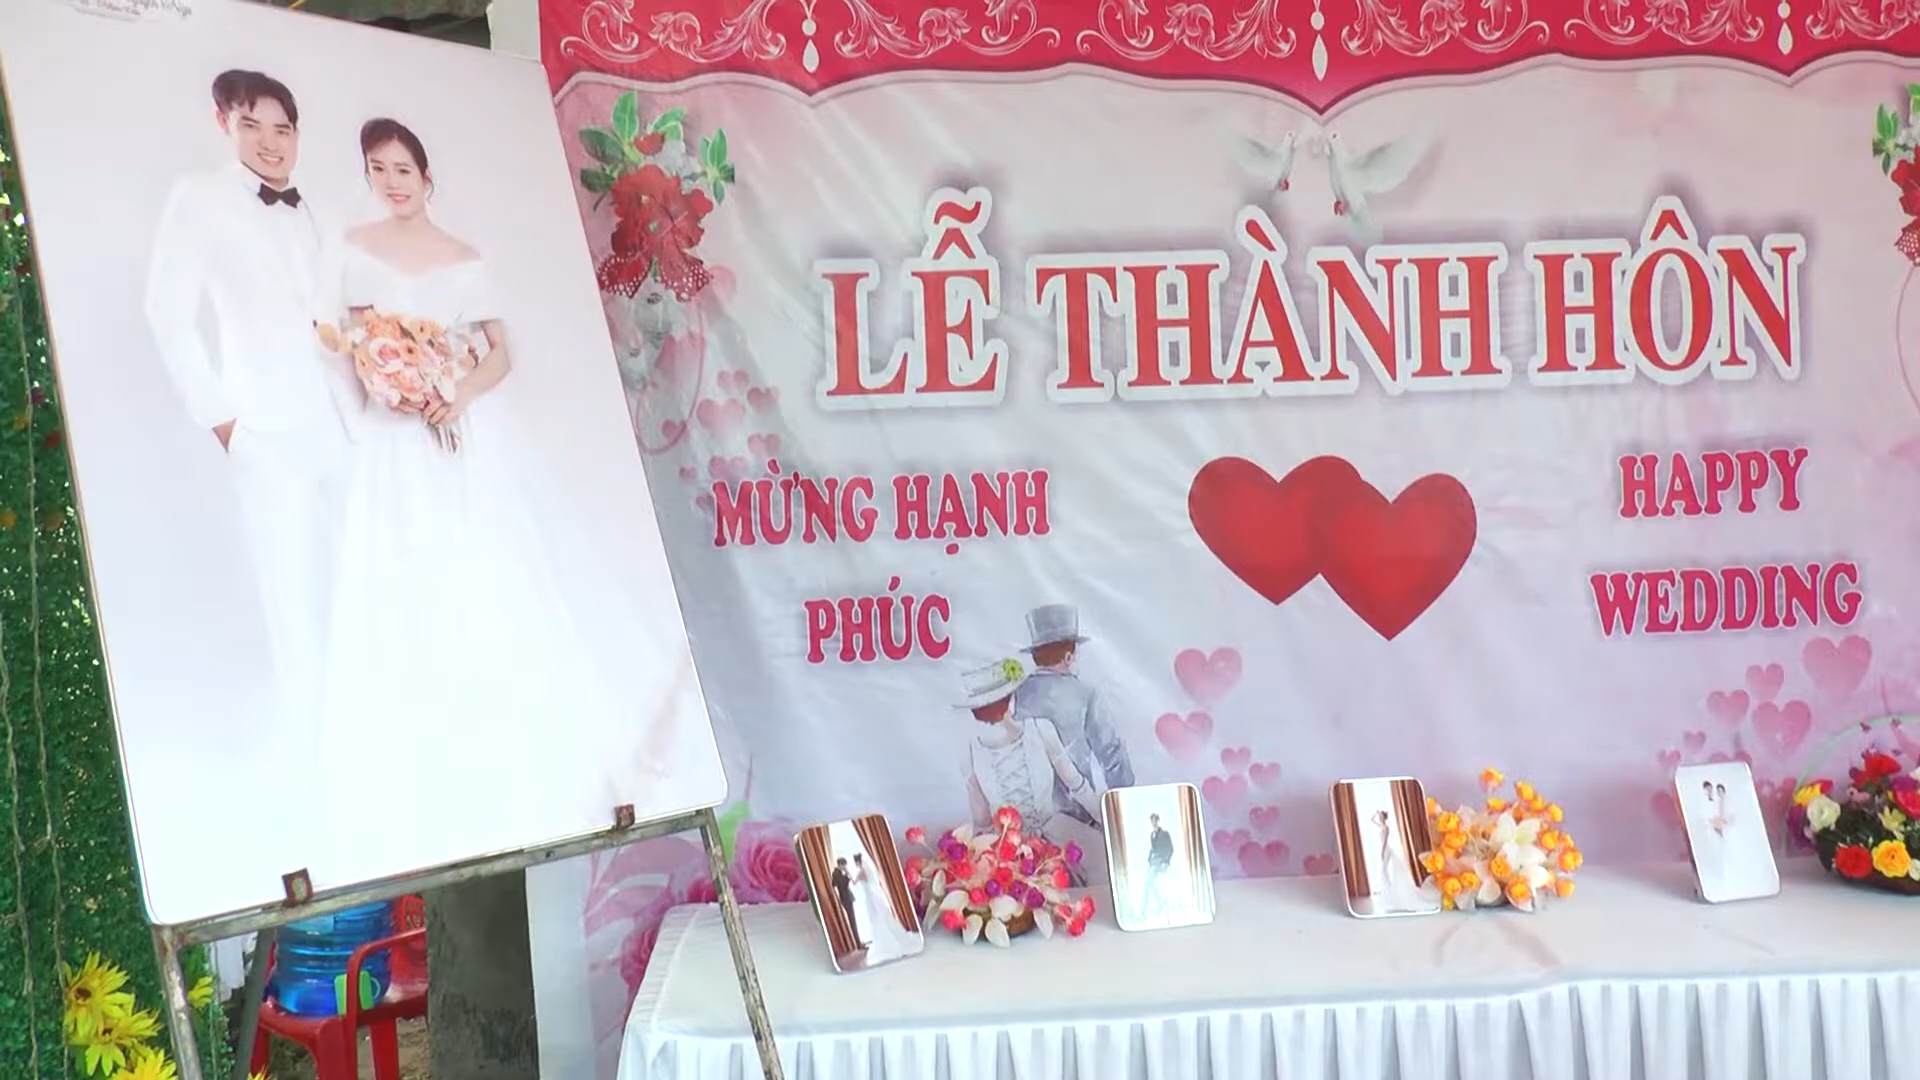 LỄ THÀNH HÔN
MỪNG HẠNH
PHÚC
HAPPY
WEDDING